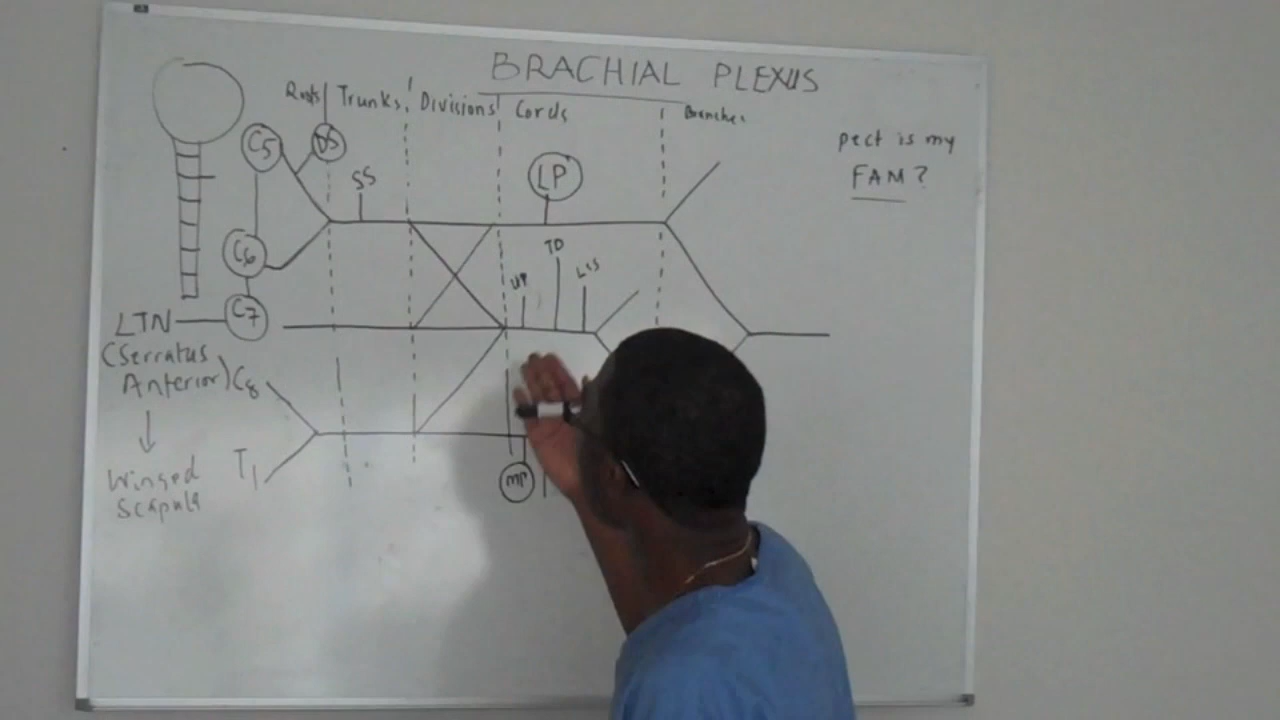 BRACHIAL PLEXUS
Roots Trunks Divisions Cords Branches
C5 DS
SS
LP
pect is my
FAM?
C6
TD
UP
LSS
C7
LTN
(Serratus
Anterior)
C8
T1
MP
Winged
Scapula